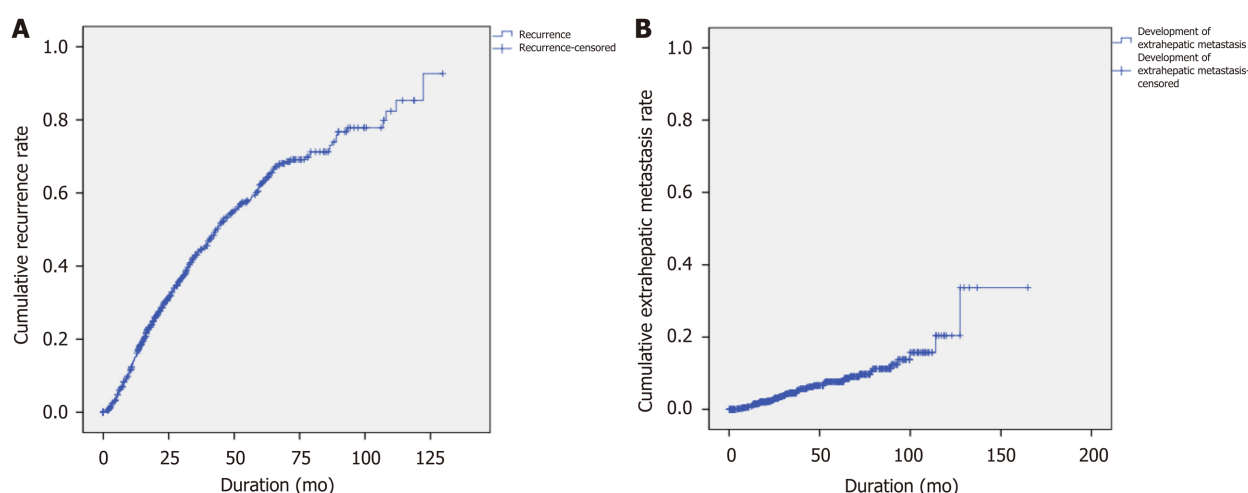 A
Recurrence
Recurrence-censored
Cumulative recurrence rate
1.0
0.8
0.6
0.4
0.2
0.0
0 25 50 75 100 125
Duration (mo)
B
Development of
extrahepatic metastasis
Development of
extrahepatic metastasis-
censored
Cumulative extrahepatic metastasis rate
1.0
0.8
0.6
0.4
0.2
0.0
0 50 100 150 200
Duration (mo)